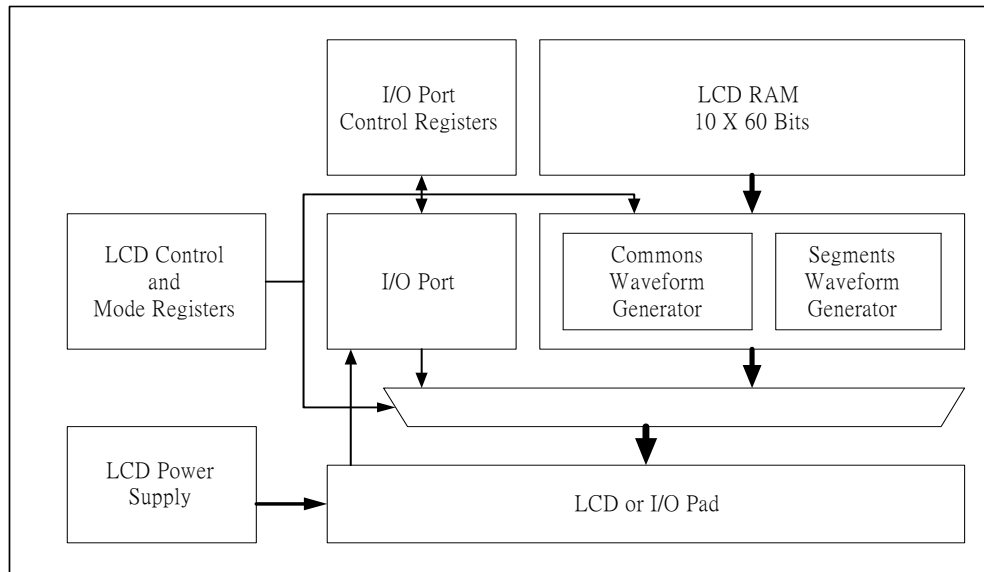 I/O Port
Control Registers
LCD RAM
10 X 60 Bits
LCD Control
and
Mode Registers
I/O Port
Commons
Waveform
Generator
Segments
Waveform
Generator
LCD Power
Supply
LCD or I/O Pad